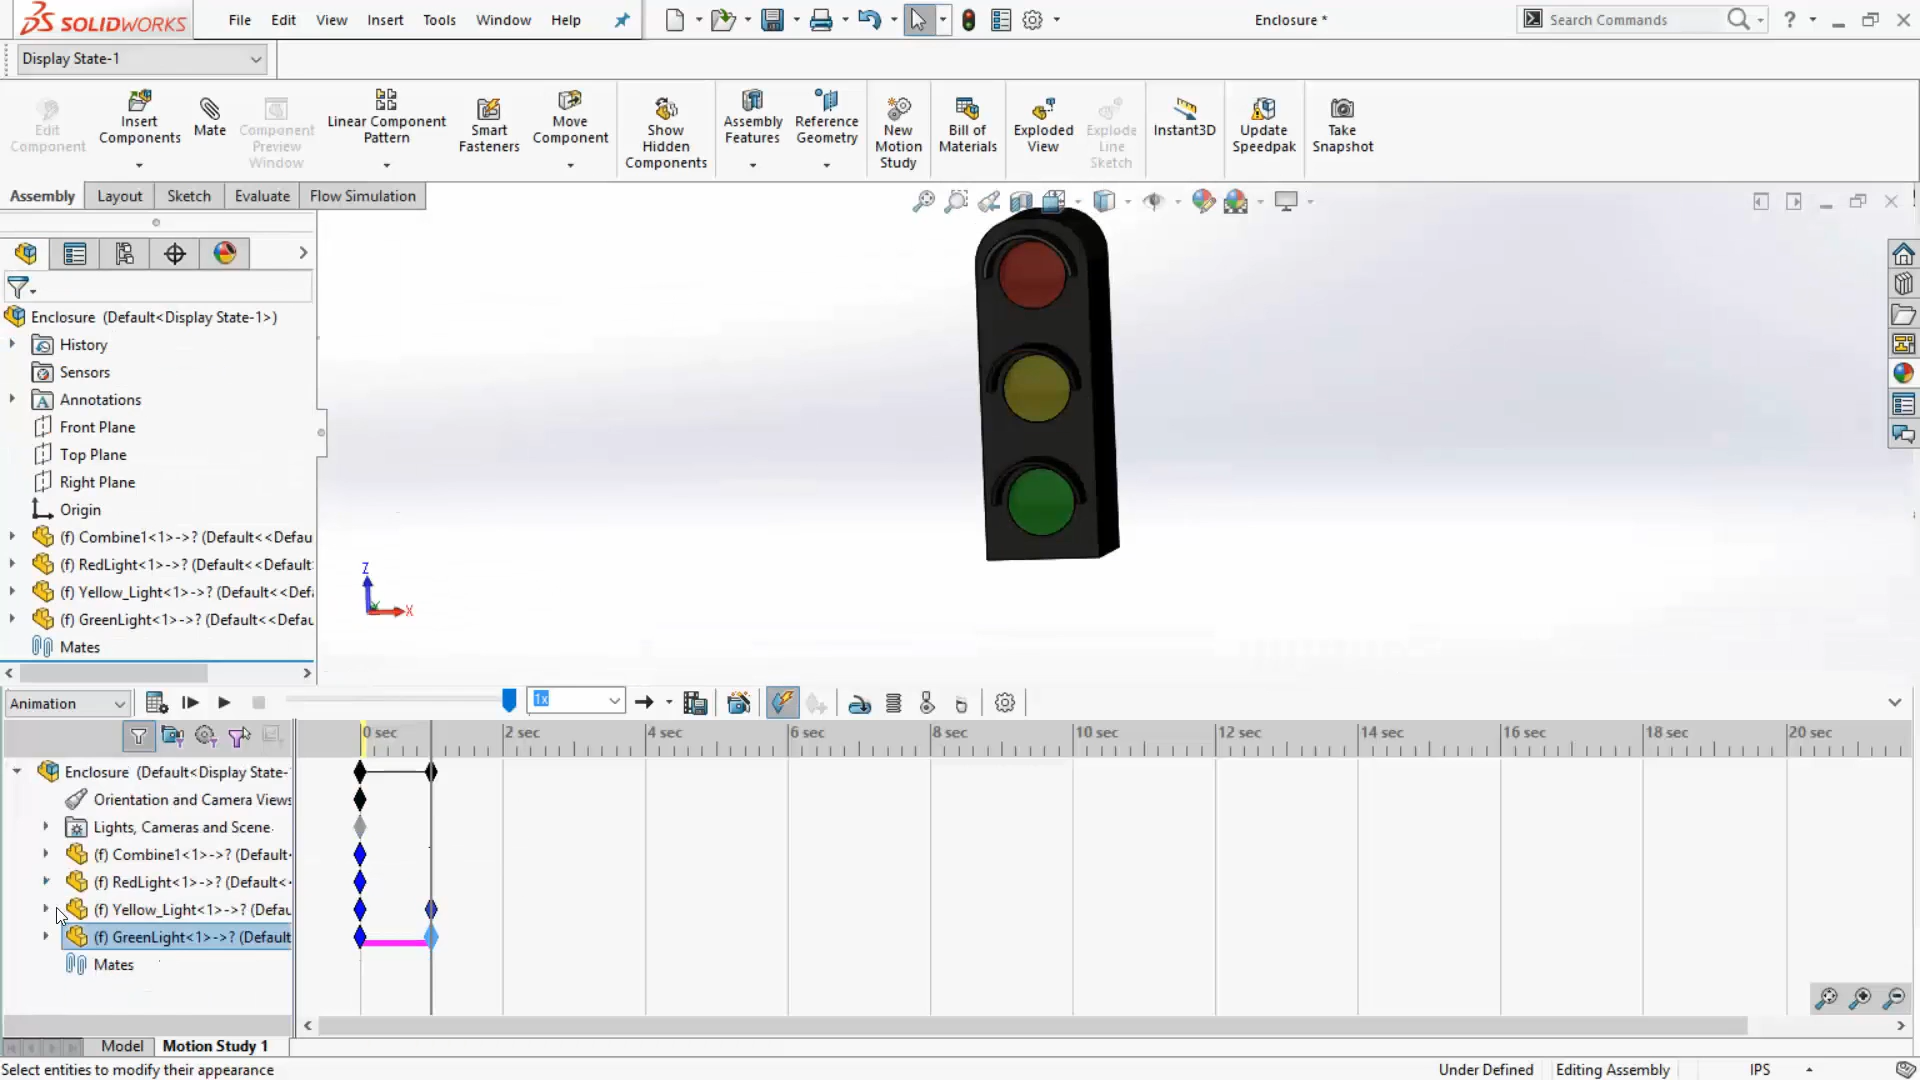 SOLIDWORKS File Edit View Insert Tools Window Help Enclosure * Search Commands ?
Display State-1
Edit Component
Insert Components
Mate
Component Preview Window
Linear Component Pattern
Smart Fasteners
Move Component
Show Hidden Components
Assembly Features
Reference Geometry
New Motion Study
Bill of Materials
Exploded View
Explode Line Sketch
Instant3D
Update Speedpak
Take Snapshot
Assembly Layout Sketch Evaluate Flow Simulation
Enclosure (Default<Display State-1>)
History
Sensors
Annotations
Front Plane
Top Plane
Right Plane
Origin
(f) Combine1<1>->? (Default<<Defau
(f) RedLight<1>->? (Default<<Default
(f) Yellow_Light<1>->? (Default<<Def
(f) GreenLight<1>->? (Default<<Defau
Mates
Z
X
Animation 1x
0 sec 2 sec 4 sec 6 sec 8 sec 10 sec 12 sec 14 sec 16 sec 18 sec 20 sec
Enclosure (Default<Display State-
Orientation and Camera Views
Lights, Cameras and Scene
(f) Combine1<1>->? (Default<
(f) RedLight<1>->? (Default<
(f) Yellow_Light<1>->? (Defau
(f) GreenLight<1>->? (Default
Mates
Model Motion Study 1
Select entities to modify their appearance Under Defined Editing Assembly IPS